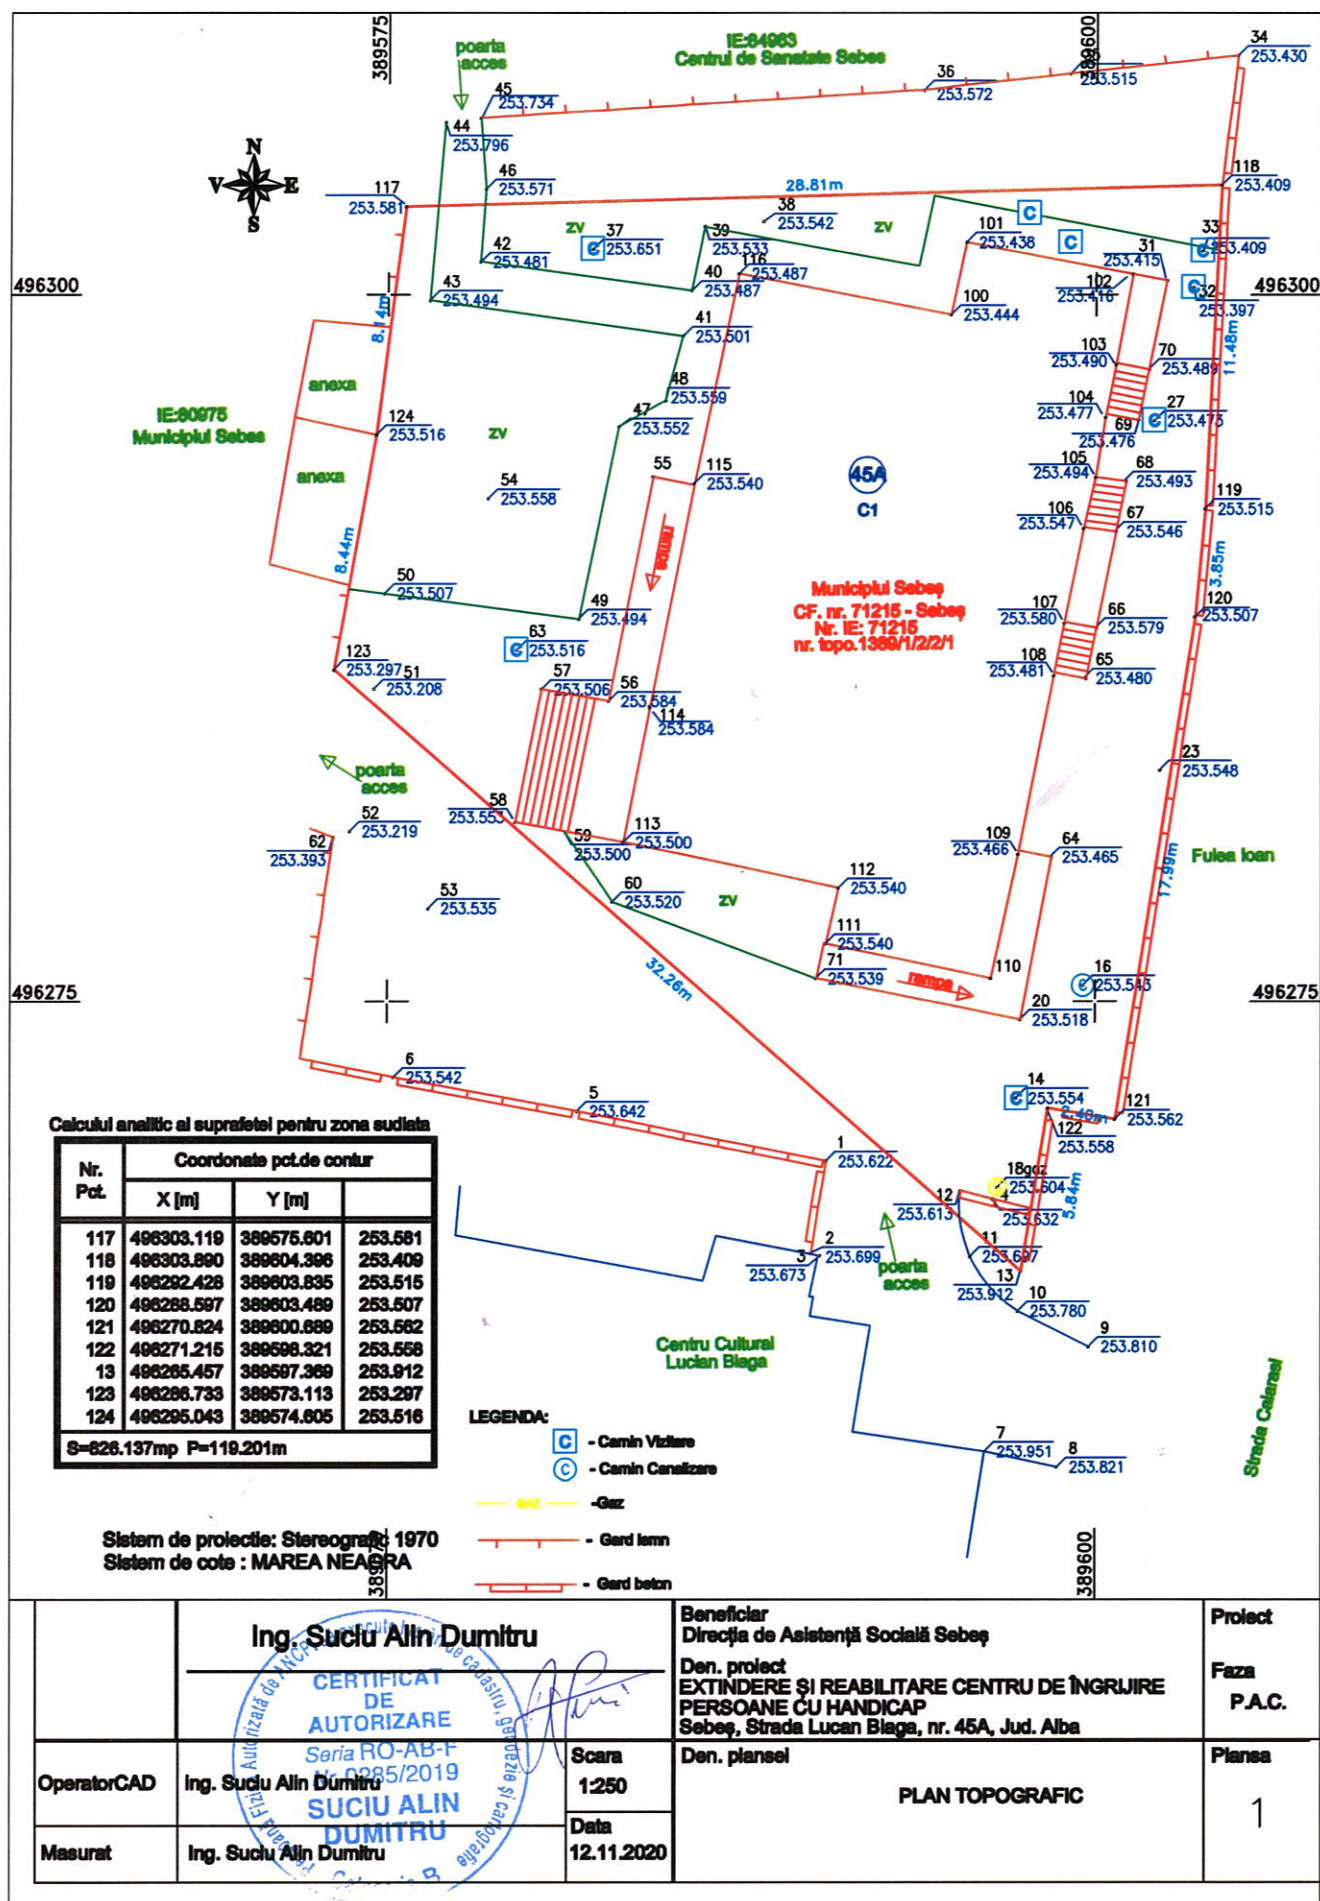 389575
389600
poarta
acces
IE:84963
Centrul de Sanatate Sebes
34
253.430
253.515
36
253.572
45
253.734
44
253.796
N
V E
S
46
253.571
117
253.581
28.81m
118
253.409
38
253.542
zv
37
253.651
zv
39
253.533
101
253.438
33
253.409
31
253.415
42
253.481
116
253.487
40
253.487
102
253.416
32
253.397
496300
496300
43
253.494
100
253.444
8.14m
41
253.501
11.48m
103
253.490
70
253.489
anexa
48
253.559
104
253.477
27
253.473
IE:80975
Municipiul Sebes
124
253.516
zv
47
253.552
69
253.476
anexa
55
115
253.540
45A
C1
105
253.494
68
253.493
54
253.558
106
253.547
67
253.546
119
253.515
rampa
8.44m
3.85m
50
253.507
49
253.494
Municipiul Sebeș
CF. nr. 71215 - Sebeș
Nr. IE: 71215
nr. topo.1389/1/2/2/1
107
253.580
66
253.579
120
253.507
63
253.516
123
253.297
51
253.208
57
253.506
56
253.584
108
253.481
65
253.480
114
253.584
23
253.548
poarta
acces
52
253.219
58
253.553
62
253.393
59
253.500
113
253.500
109
253.466
64
253.465
Fulea Ioan
17.99m
53
253.535
60
253.520
zv
112
253.540
111
253.540
71
253.539
rampa
110
16
253.543
32.26m
496275
496275
20
253.518
6
253.542
5
253.642
14
253.554
2.40m
121
253.562
122
253.558
1
253.622
18gaz
253.604
4
253.632
5.84m
12
253.613
11
253.697
2
253.699
3
253.673
poarta
acces
13
253.912
10
253.780
9
253.810
Calculul analitic al suprafetei pentru zona sudiata
Nr. Pct. Coordonate pct.de contur
X [m] Y [m]
117 496303.119 389575.601 253.581
118 496303.890 389604.396 253.409
119 496292.428 389603.835 253.515
120 496288.597 389603.489 253.507
121 496270.824 389600.689 253.562
122 496271.215 389598.321 253.558
13 496265.457 389597.369 253.912
123 496286.733 389573.113 253.297
124 496295.043 389574.605 253.516
S=826.137mp P=119.201m
Centru Cultural
Lucian Blaga
Strada Calarasi
7
253.951
8
253.821
LEGENDA:
C - Camin Vizitare
C - Camin Canalizare
GAZ -Gaz
- Gard lemn
- Gard beton
Sistem de proiectie: Stereografic 1970
Sistem de cote : MAREA NEAGRA
389600
Ing. Suciu Alin Dumitru
CERTIFICAT
DE
AUTORIZARE
Seria RO-AB-F
Nr. 0285/2019
SUCIU ALIN
DUMITRU
Beneficiar
Direcția de Asistență Socială Sebeș
Den. proiect
EXTINDERE ȘI REABILITARE CENTRU DE ÎNGRIJIRE
PERSOANE CU HANDICAP
Sebeș, Strada Lucan Blaga, nr. 45A, Jud. Alba
Proiect
Faza
P.A.C.
OperatorCAD Ing. Suciu Alin Dumitru
Scara
1:250
Den. plansei
PLAN TOPOGRAFIC
Plansa
1
Masurat Ing. Suciu Alin Dumitru
Data
12.11.2020